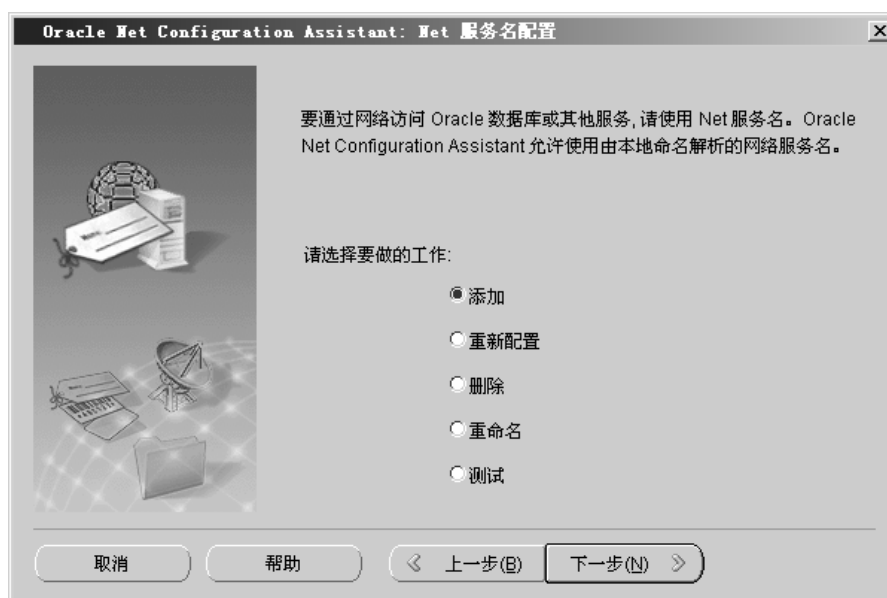 Oracle Net Configuration Assistant: Net 服务名配置
要通过网络访问 Oracle 数据库或其他服务, 请使用 Net 服务名。Oracle
Net Configuration Assistant 允许使用由本地命名解析的网络服务名。
请选择要做的工作:
添加
重新配置
删除
重命名
测试
取消
帮助
上一步(B)
下一步(N)